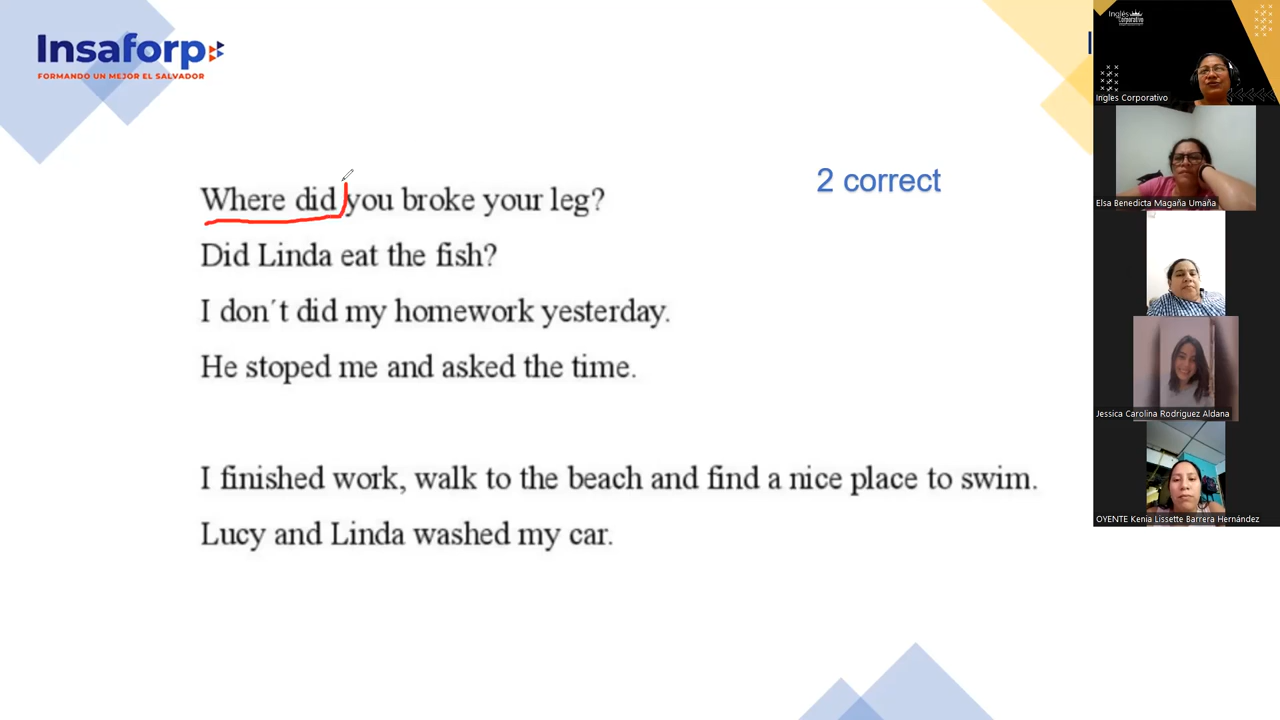 Insaforp
FORMANDO UN MEJOR EL SALVADOR
2 correct
Where did you broke your leg?
Did Linda eat the fish?
I don´t did my homework yesterday.
He stoped me and asked the time.
I finished work, walk to the beach and find a nice place to swim.
Lucy and Linda washed my car.
Inglés
Corporativo
Ingles Corporativo
Elsa Benedicta Magaña Umaña
Jessica Carolina Rodriguez Aldana
OYENTE Kenia Lissette Barrera Hernández